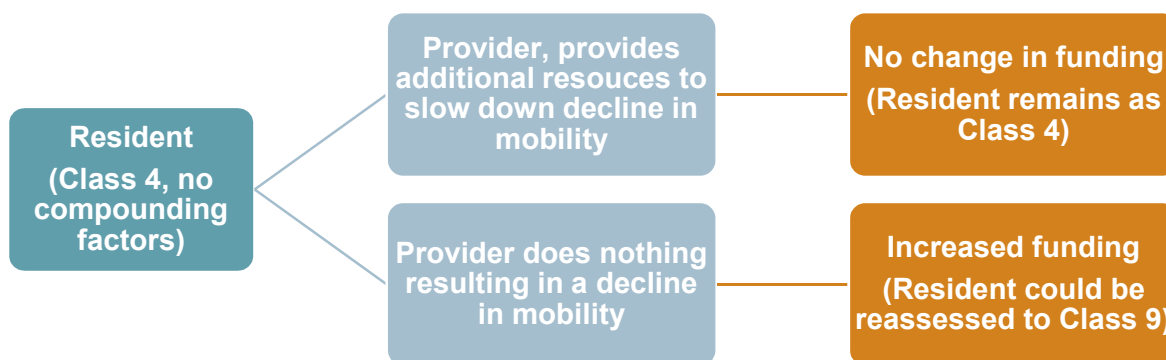 Resident
(Class 4, no
compounding
factors)
Provider, provides
additional resouces to
slow down decline in
mobility
No change in funding
(Resident remains as
Class 4)
Provider does nothing
resulting in a decline
in mobility
Increased funding
(Resident could be
reassessed to Class 9)